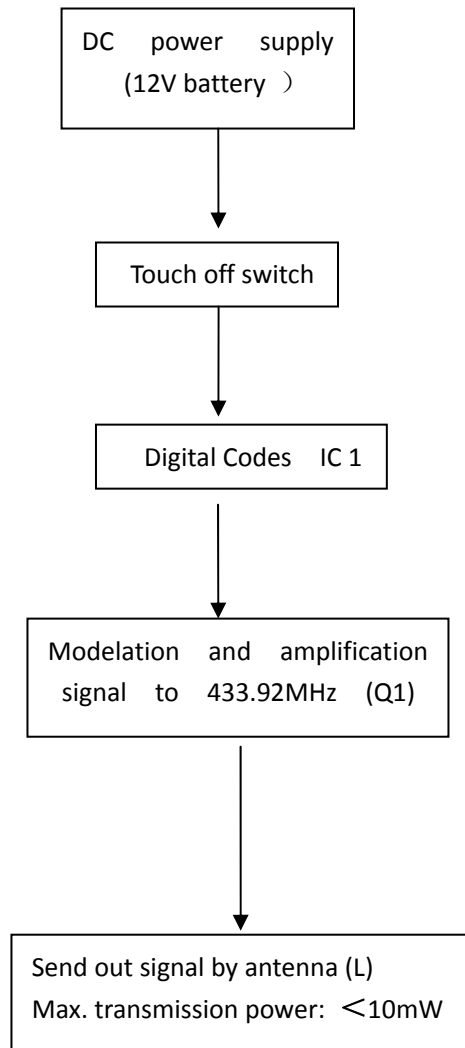 DC power supply
(12V battery ）
Touch off switch
Digital Codes IC 1
Modelation and amplification
signal to 433.92MHz (Q1)
Send out signal by antenna (L)
Max. transmission power: ＜10mW